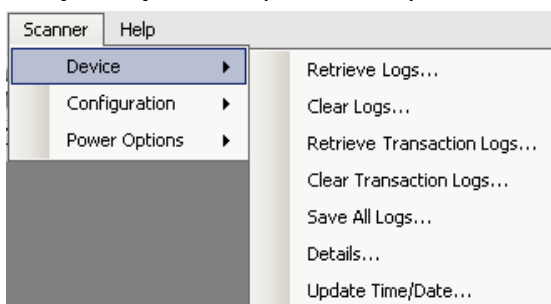 Scanner Help
Device
Configuration
Power Options
Retrieve Logs...
Clear Logs...
Retrieve Transaction Logs...
Clear Transaction Logs...
Save All Logs...
Details...
Update Time/Date...